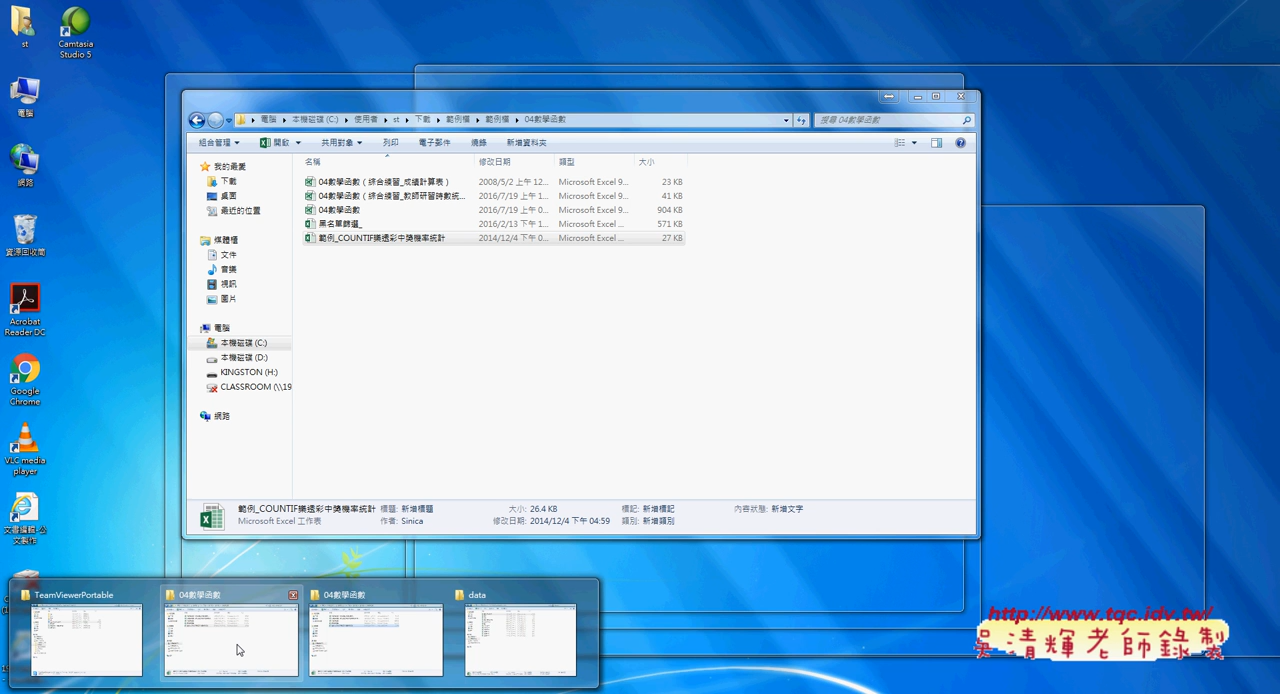 st
Camtasia
Studio 5
電腦
網路
資源回收筒
Acrobat
Reader DC
Google
Chrome
VLC media
player
文書編輯-公
文製作
電腦 本機磁碟 (C:) 使用者 st 下載 範例檔 範例檔 04數學函數
搜尋 04數學函數
組合管理 開啟 共用對象 列印 電子郵件 燒錄 新增資料夾
我的最愛
下載
桌面
最近的位置
媒體櫃
文件
音樂
視訊
圖片
電腦
本機磁碟 (C:)
本機磁碟 (D:)
KINGSTON (H:)
CLASSROOM (\\19
網路
名稱 修改日期 類型 大小
04數學函數（綜合練習_成績計算表） 2008/5/2 上午 12... Microsoft Excel 9... 23 KB
04數學函數（綜合練習_教師研習時數統... 2016/7/19 上午 1... Microsoft Excel 9... 41 KB
04數學函數 2016/7/19 上午 0... Microsoft Excel 9... 904 KB
黑名單篩選_ 2016/2/13 下午 1... Microsoft Excel ... 571 KB
範例_COUNTIF樂透彩中獎機率統計 2014/12/4 下午 0... Microsoft Excel ... 27 KB
範例_COUNTIF樂透彩中獎機率統計 標題: 新增標題 大小: 26.4 KB 標記: 新增標記 內容狀態: 新增文字
Microsoft Excel 工作表 作者: Sinica 修改日期: 2014/12/4 下午 04:59 類別: 新增類別
TeamViewerPortable
04數學函數
04數學函數
data
http://www.tqc.idv.tw/
吳清輝老師錄製